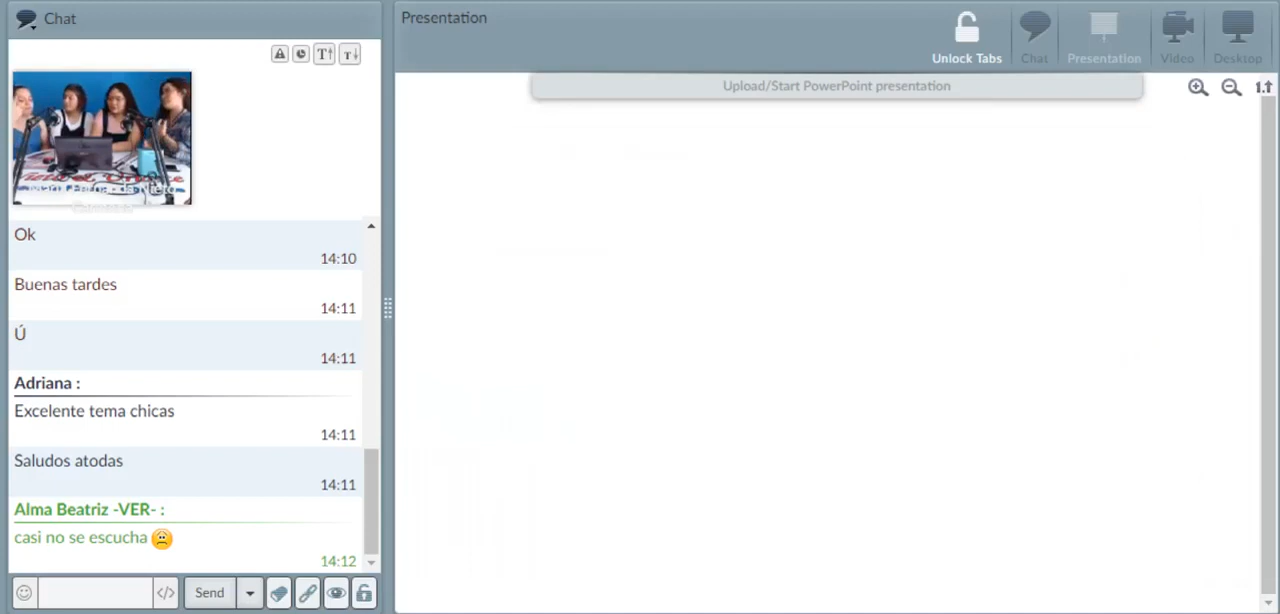 Chat
Presentation
Unlock Tabs
Chat
Presentation
Video
Desktop
T↑
T↓
Upload/Start PowerPoint presentation
1.↑
Ok
14:10
Buenas tardes
14:11
Ú
14:11
Adriana :
Excelente tema chicas
14:11
Saludos atodas
14:11
Alma Beatriz -VER- :
casi no se escucha
14:12
</>
Send